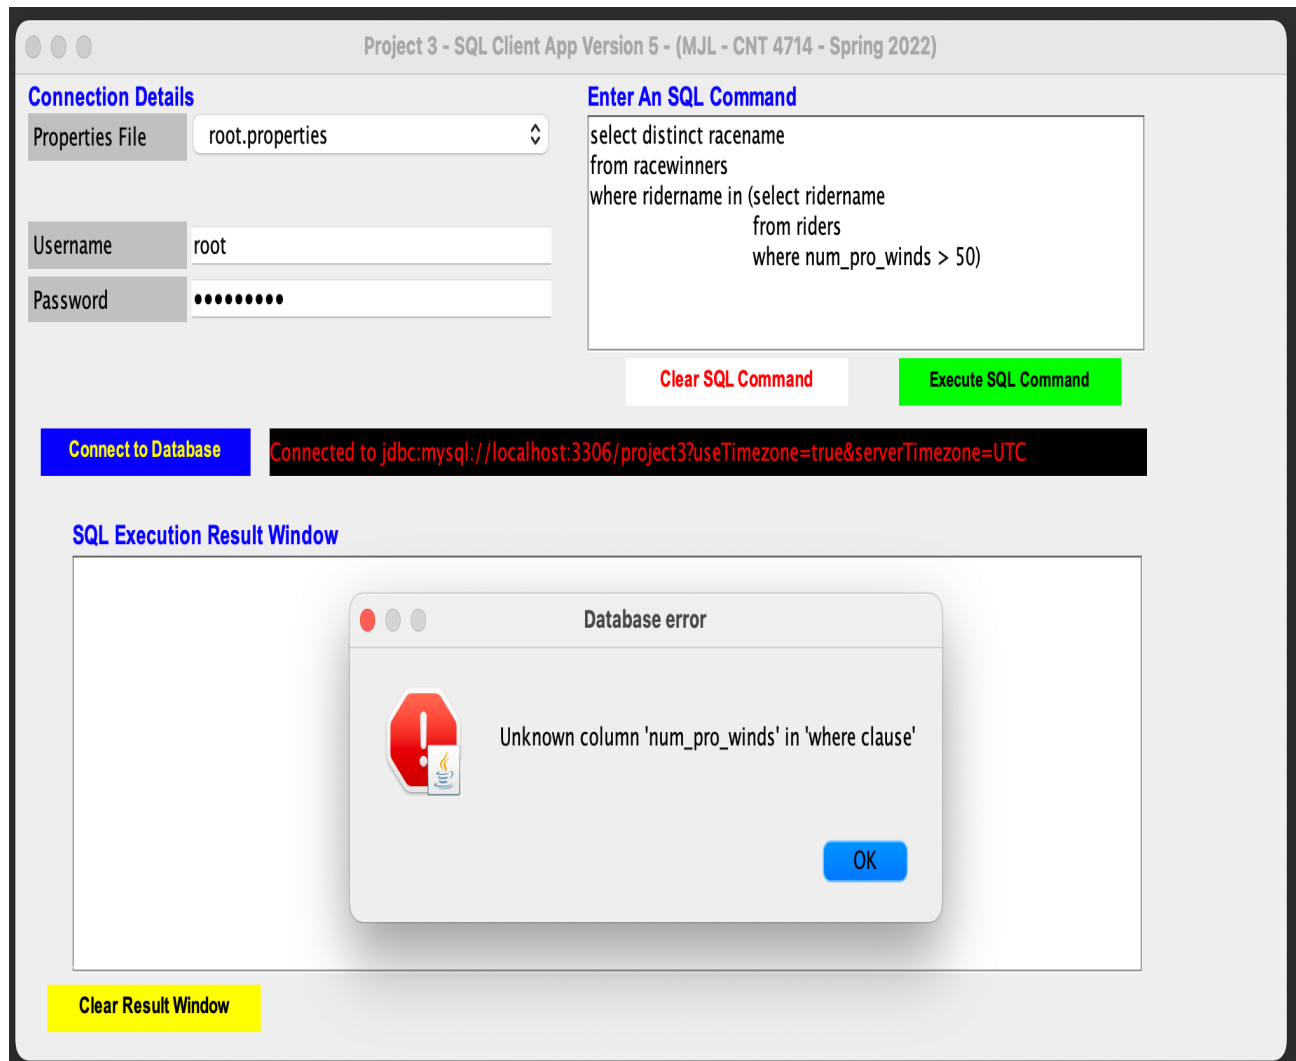 Project 3 - SQL Client App Version 5 - (MJL - CNT 4714 - Spring 2022)
Connection Details
Properties File
root.properties
Username
root
Password
•••••••••
Enter An SQL Command
select distinct racename
from racewinners
where ridername in (select ridername
from riders
where num_pro_winds > 50)
Clear SQL Command
Execute SQL Command
Connect to Database
Connected to jdbc:mysql://localhost:3306/project3?useTimezone=true&serverTimezone=UTC
SQL Execution Result Window
Database error
Unknown column 'num_pro_winds' in 'where clause'
OK
Clear Result Window